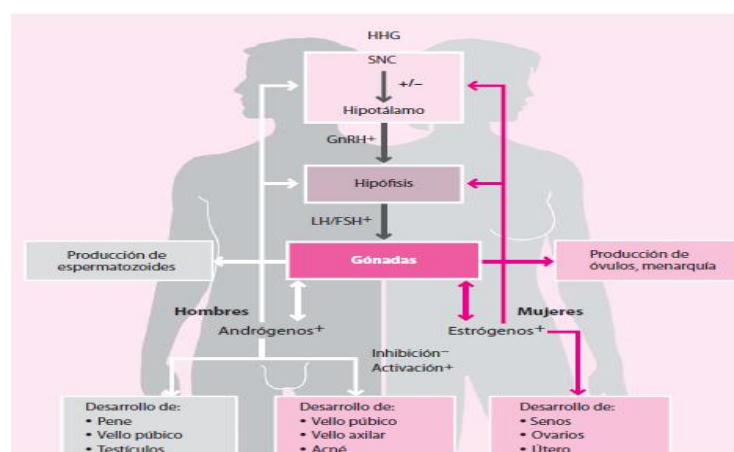 HHG
SNC
+/−
Hipotálamo
GnRH+
Hipófisis
LH/FSH+
Producción de
espermatozoides
Gónadas
Producción de
óvulos, menarquía
Hombres
Andrógenos+
Mujeres
Estrógenos+
Inhibición−
Activación+
Desarrollo de:
• Pene
• Vello púbico
• Testículos
Desarrollo de:
• Vello púbico
• Vello axilar
• Acné
Desarrollo de:
• Senos
• Ovarios
• Útero